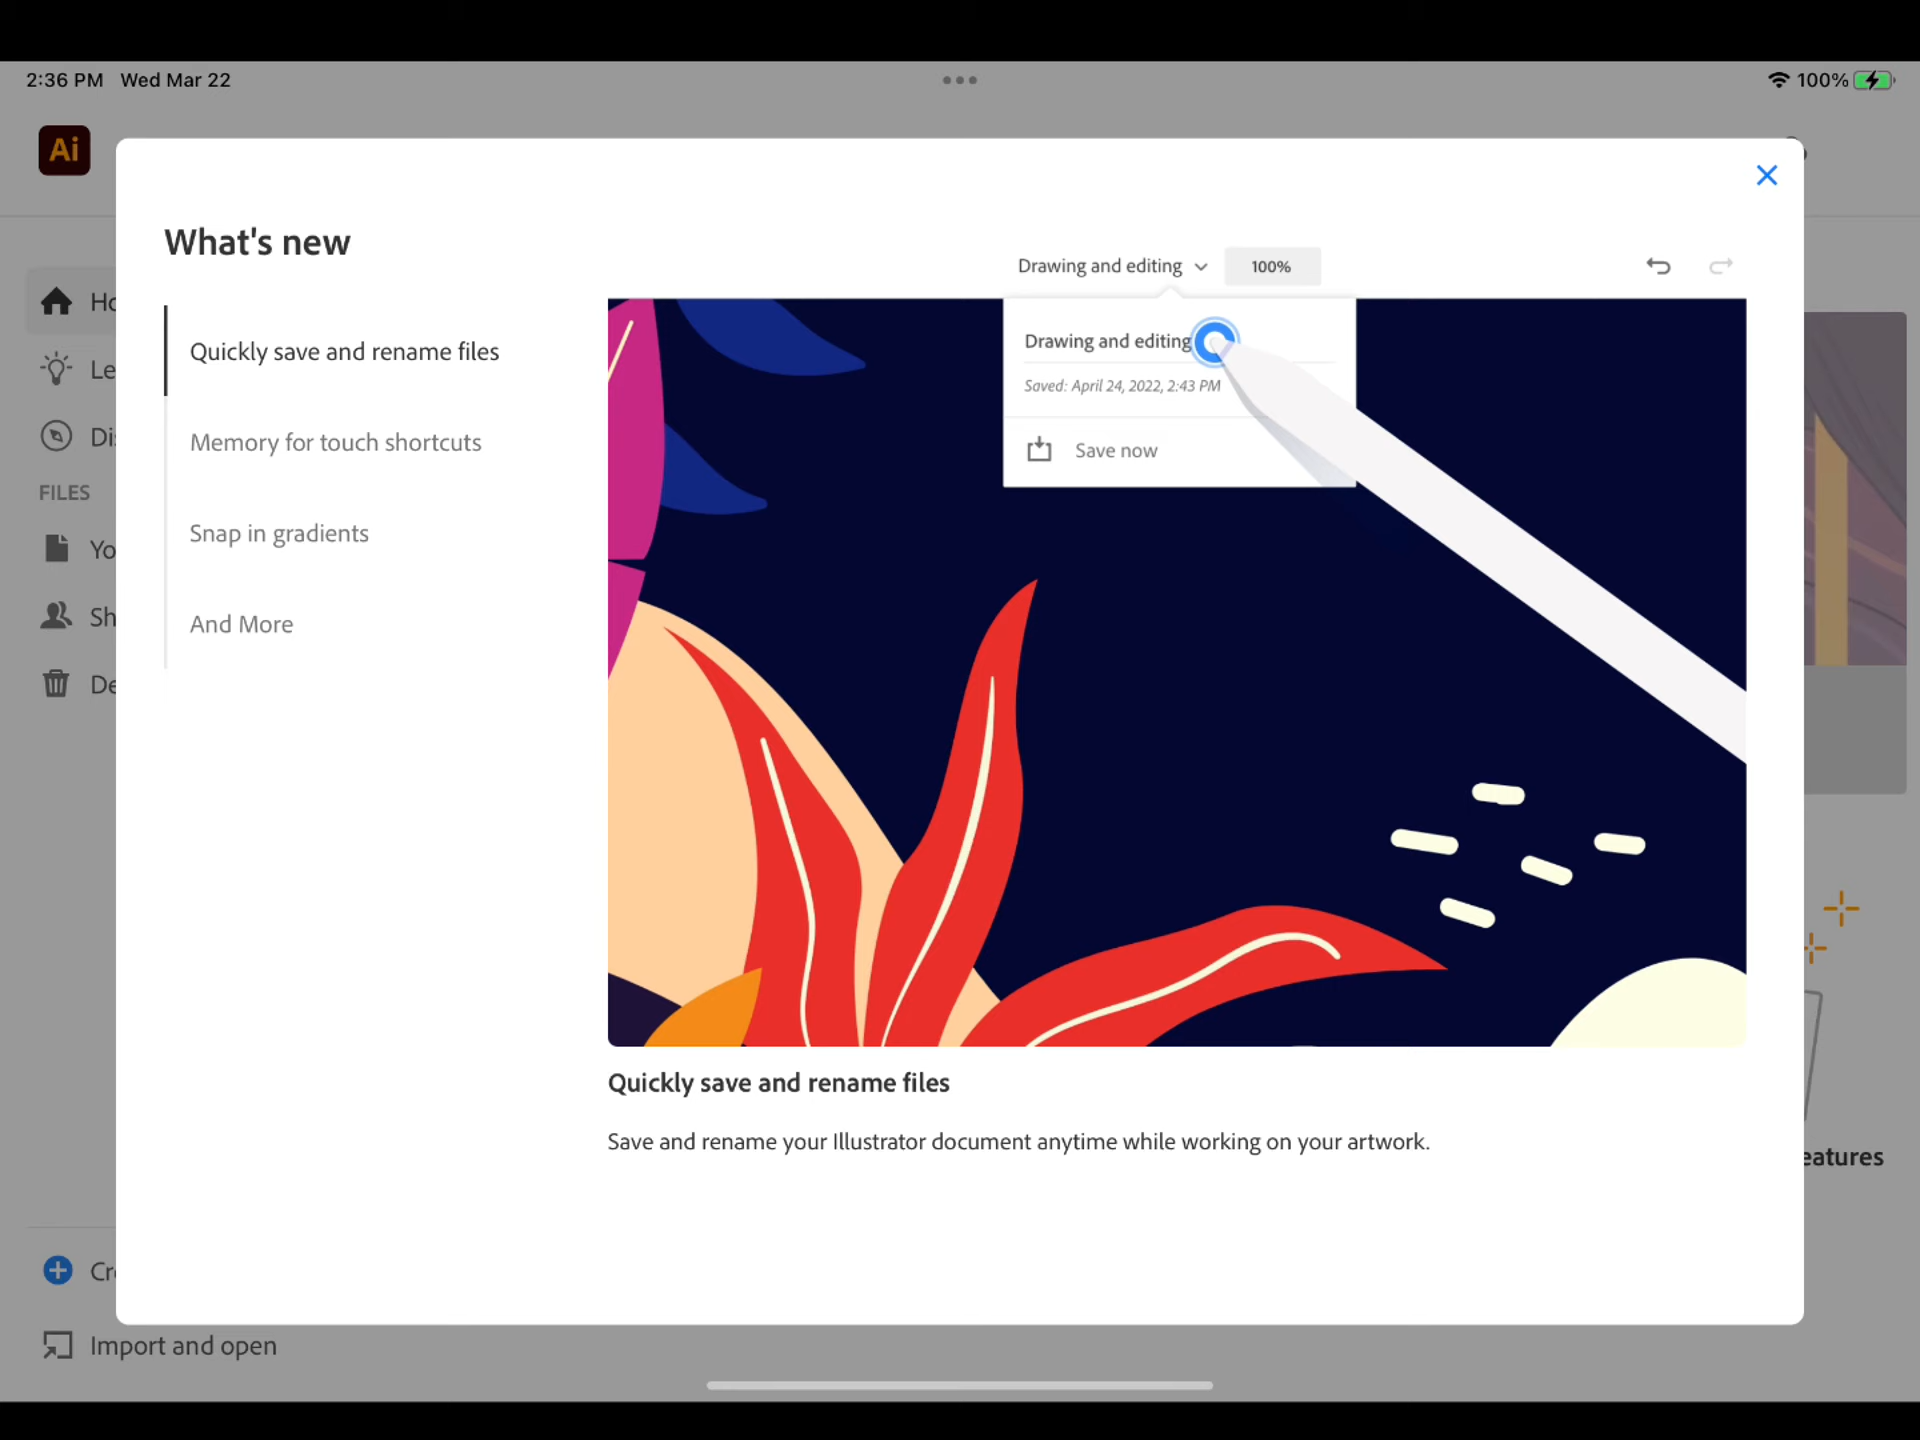 2:36 PM Wed Mar 22
100%
Ai
What's new
Drawing and editing
100%
Quickly save and rename files
Drawing and editing
Saved: April 24, 2022, 2:43 PM
Save now
Memory for touch shortcuts
Snap in gradients
And More
FILES
Quickly save and rename files
Save and rename your Illustrator document anytime while working on your artwork.
Import and open